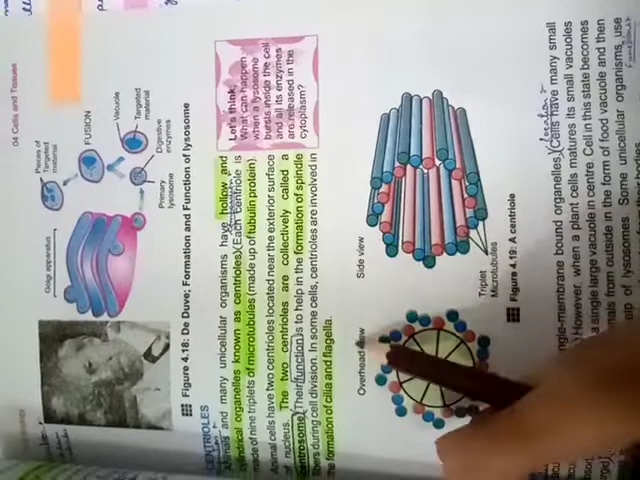 04 Cells and Tissues
Golgi apparatus
Pieces of
Targeted
material
FUSION
Vacuole
Targeted
material
Digestive
enzymes
Primary
lysosome
Figure 4.18: De Duve; Formation and Function of lysosome
Let's think,
What can happen
when a lysosome
bursts inside the cell
and all its enzymes
are released in the
cytoplasm?
CENTRIOLES
Animals and many unicellular organisms have hollow and
cylindrical organelles known as centrioles. Each centriole is
made of nine triplets of microtubules (made up of tubulin protein).
Animal cells have two centrioles located near the exterior surface
of nucleus. The two centrioles are collectively called a
centrosome. Their function is to help in the formation of spindle
fibers during cell division. In some cells, centrioles are involved in
the formation of cilia and flagella.
Overhead view
Side view
Triplet
Microtubules
Figure 4.19: A centriole
single-membrane bound organelles. Cells have many small
However, when a plant cells matures its small vacuoles
a single large vacuole in centre. Cell in this state becomes
from outside in the form of food vacuole and then
help of lysosomes. Some unicellular organisms use